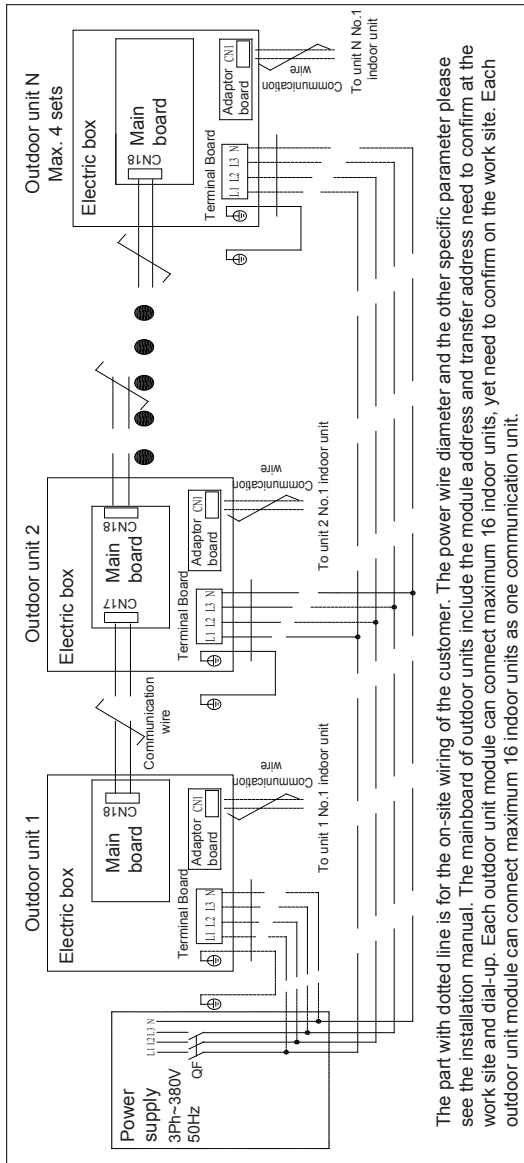 Outdoor unit 1
Outdoor unit 2
Outdoor unit N
Max. 4 sets
Power
supply
3Ph~380V
50Hz
L1 L2 L3 N
QF
Electric box
Main
board
CN18
Terminal Board
L1 L2 L3 N
Adaptor
board
CN1
Communication
wire
To unit 1 No.1 indoor unit
Communication
wire
Electric box
CN17
Main
board
CN18
Terminal Board
L1 L2 L3 N
Adaptor
board
CN1
Communication
wire
To unit 2 No.1 indoor unit
Electric box
CN18
Main
board
Terminal Board
L1 L2 L3 N
Adaptor
board
CN1
Communication
wire
To unit N No.1
indoor unit
The part with dotted line is for the on-site wiring of the customer. The power wire diameter and the other specific parameter please
see the installation manual. The mainboard of outdoor units include the module address and transfer address need to confirm at the
work site and dial-up. Each outdoor unit module can connect maximum 16 indoor units, yet need to confirm on the work site. Each
outdoor unit module can connect maximum 16 indoor units as one communication unit.